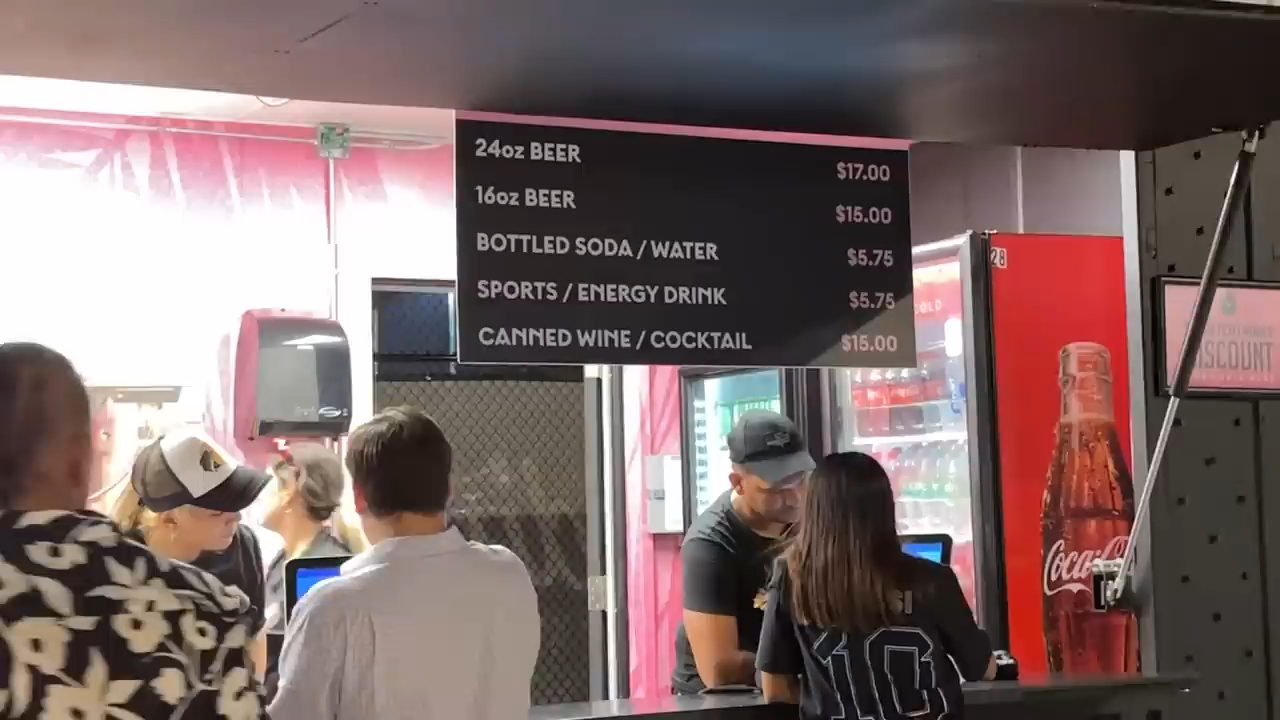 24oz BEER $17.00
16oz BEER $15.00
BOTTLED SODA / WATER $5.75
SPORTS / ENERGY DRINK $5.75
CANNED WINE / COCKTAIL $15.00
28
Coca-Cola
DISCOUNT
SI
10